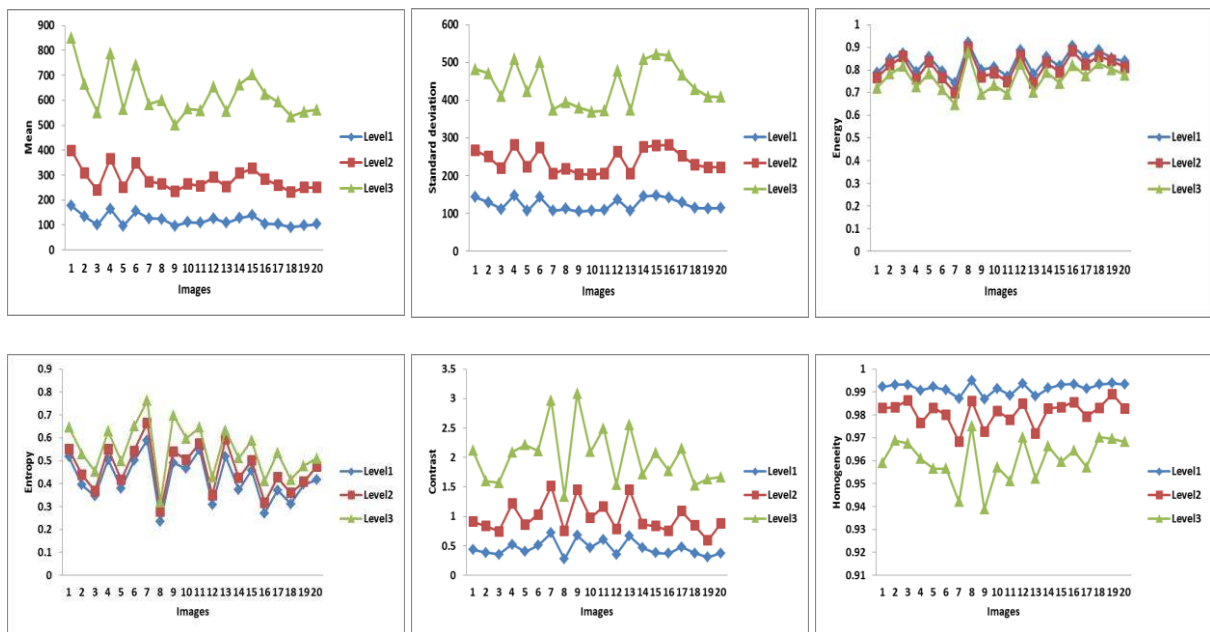 900
800
700
600
500
400
300
200
100
0
Mean
1 2 3 4 5 6 7 8 9 10 11 12 13 14 15 16 17 18 19 20
Images
Level1
Level2
Level3
600
500
400
300
200
100
0
Standard deviation
1 2 3 4 5 6 7 8 9 10 11 12 13 14 15 16 17 18 19 20
Images
Level1
Level2
Level3
1
0.9
0.8
0.7
0.6
0.5
0.4
0.3
0.2
0.1
0
Energy
1 2 3 4 5 6 7 8 9 10 11 12 13 14 15 16 17 18 19 20
Images
Level1
Level2
Level3
0.9
0.8
0.7
0.6
0.5
0.4
0.3
0.2
0.1
0
Entropy
1 2 3 4 5 6 7 8 9 10 11 12 13 14 15 16 17 18 19 20
Images
Level1
Level2
Level3
3.5
3
2.5
2
1.5
1
0.5
0
Contrast
1 2 3 4 5 6 7 8 9 10 11 12 13 14 15 16 17 18 19 20
Images
Level1
Level2
Level3
1
0.99
0.98
0.97
0.96
0.95
0.94
0.93
0.92
0.91
Homogeneity
1 2 3 4 5 6 7 8 9 10 11 12 13 14 15 16 17 18 19 20
Images
Level1
Level2
Level3